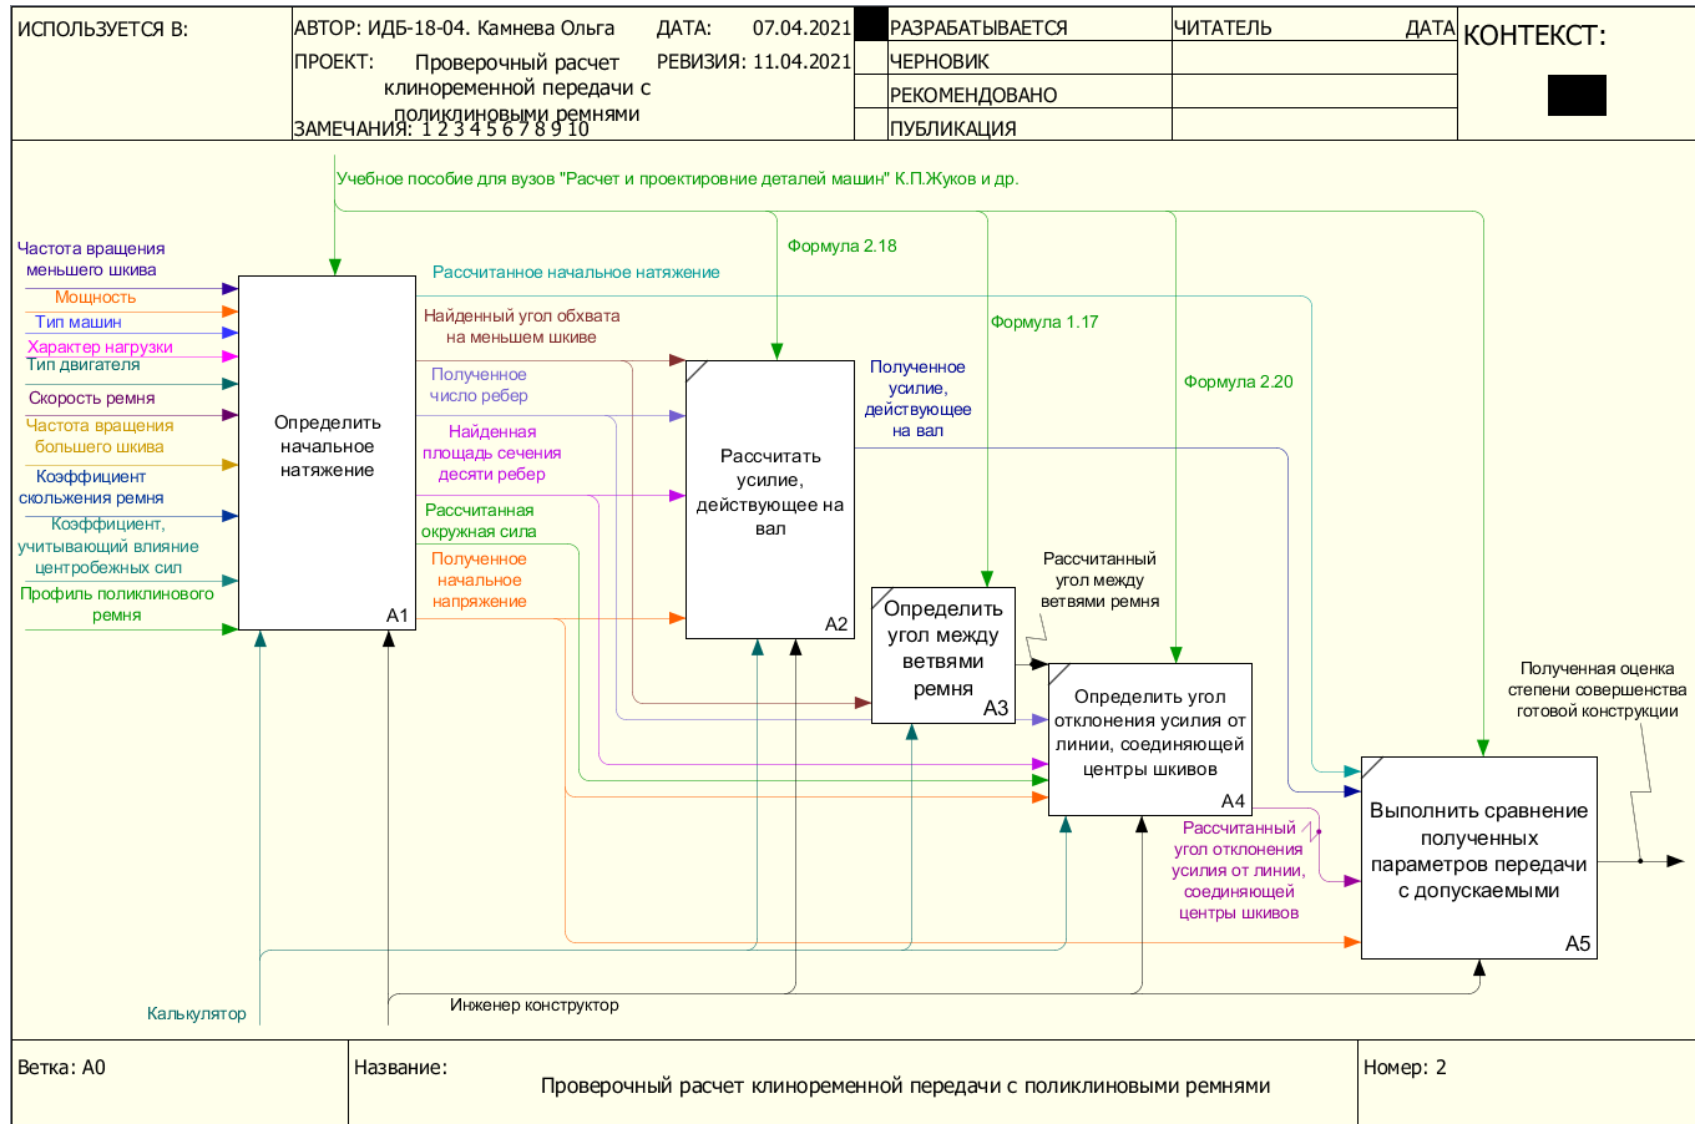 ИСПОЛЬЗУЕТСЯ В:
АВТОР: ИДБ-18-04. Камнева Ольга
ДАТА: 07.04.2021
ПРОЕКТ: Проверочный расчет
клиноременной передачи с
поликлиновыми ремнями
РЕВИЗИЯ: 11.04.2021
ЗАМЕЧАНИЯ: 1 2 3 4 5 6 7 8 9 10
РАЗРАБАТЫВАЕТСЯ
ЧЕРНОВИК
РЕКОМЕНДОВАНО
ПУБЛИКАЦИЯ
ЧИТАТЕЛЬ
ДАТА
КОНТЕКСТ:
Учебное пособие для вузов "Расчет и проектировние деталей машин" К.П.Жуков и др.
Частота вращения
меньшего шкива
Мощность
Тип машин
Характер нагрузки
Тип двигателя
Скорость ремня
Частота вращения
большего шкива
Коэффициент
скольжения ремня
Коэффициент,
учитывающий влияние
центробежных сил
Профиль поликлинового
ремня
Определить
начальное
натяжение
A1
Рассчитанное начальное натяжение
Найденный угол обхвата
на меньшем шкиве
Полученное
число ребер
Найденная
площадь сечения
десяти ребер
Рассчитанная
окружная сила
Полученное
начальное
напряжение
Формула 2.18
Рассчитать
усилие,
действующее на
вал
A2
Полученное
усилие,
действующее
на вал
Формула 1.17
Определить
угол между
ветвями
ремня
A3
Рассчитанный
угол между
ветвями ремня
Формула 2.20
Определить угол
отклонения усилия от
линии, соединяющей
центры шкивов
A4
Рассчитанный
угол отклонения
усилия от линии,
соединяющей
центры шкивов
Выполнить сравнение
полученных
параметров передачи
с допускаемыми
A5
Полученная оценка
степени совершенства
готовой конструкции
Калькулятор
Инженер конструктор
Ветка: A0
Название:
Проверочный расчет клиноременной передачи с поликлиновыми ремнями
Номер: 2